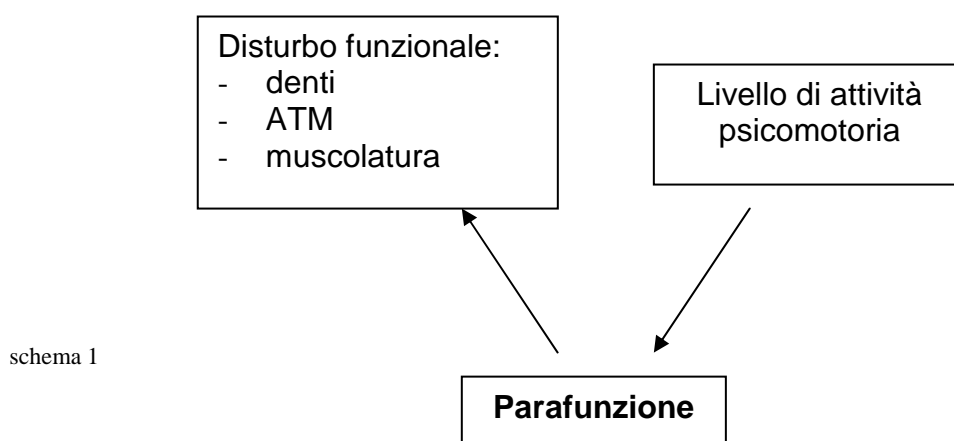 Disturbo funzionale:
- denti
- ATM
- muscolatura
Livello di attività
psicomotoria
schema 1
Parafunzione